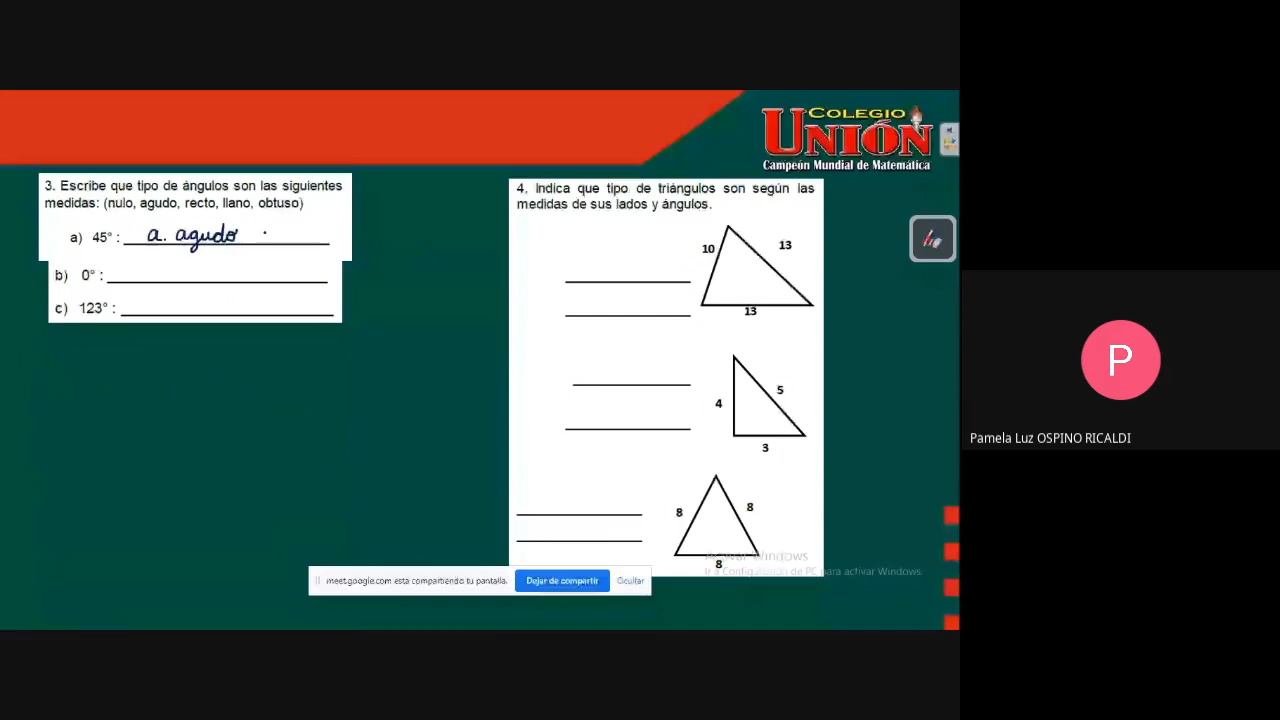 COLEGIO
UNIÓN
Campeón Mundial de Matemática
3. Escribe que tipo de ángulos son las siguientes
medidas: (nulo, agudo, recto, llano, obtuso)
a) 45° : a. agudo
b) 0° :
c) 123° :
4. Indica que tipo de triángulos son según las
medidas de sus lados y ángulos.
10
13
13
4
5
3
8
8
8
Activar Windows
Ir a Configuración de PC para activar Windows.
meet.google.com está compartiendo tu pantalla.
Dejar de compartir
Ocultar
P
Pamela Luz OSPINO RICALDI